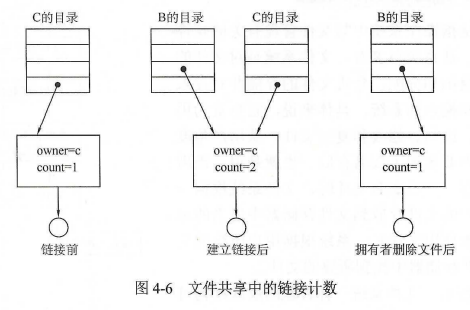 C的目录 B的目录 C的目录 B的目录
owner=c owner=c owner=c
count=1 count=2 count=1
链接前 建立链接后 拥有者删除文件后
图 4-6 文件共享中的链接计数